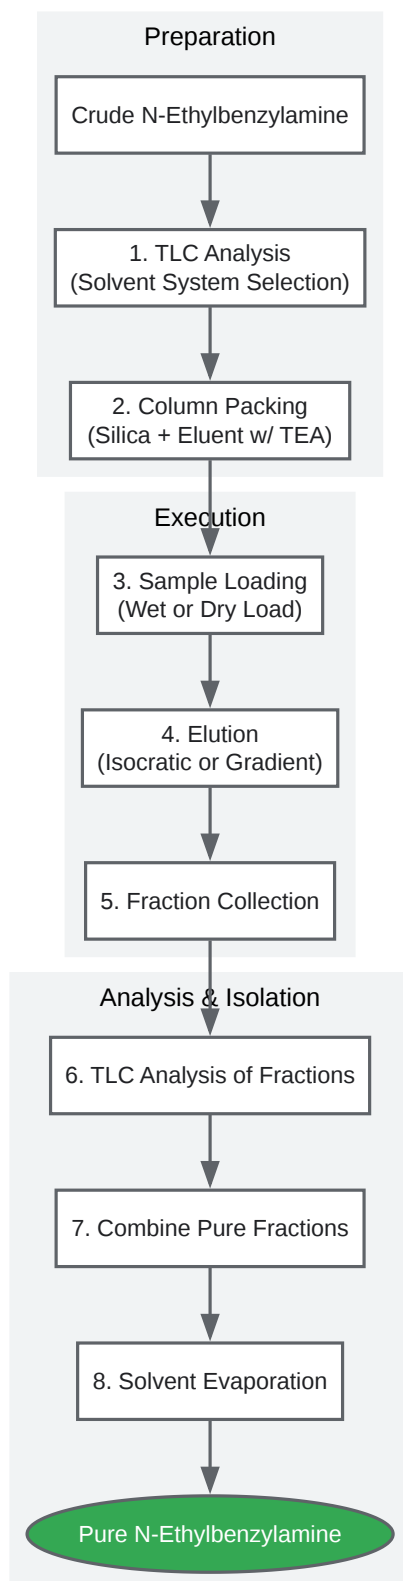 Preparation
Crude N-Ethylbenzylamine
1. TLC Analysis
(Solvent System Selection)
2. Column Packing
(Silica + Eluent w/ TEA)
Execution
3. Sample Loading
(Wet or Dry Load)
4. Elution
(Isocratic or Gradient)
5. Fraction Collection
Analysis & Isolation
6. TLC Analysis of Fractions
7. Combine Pure Fractions
8. Solvent Evaporation
Pure N-Ethylbenzylamine